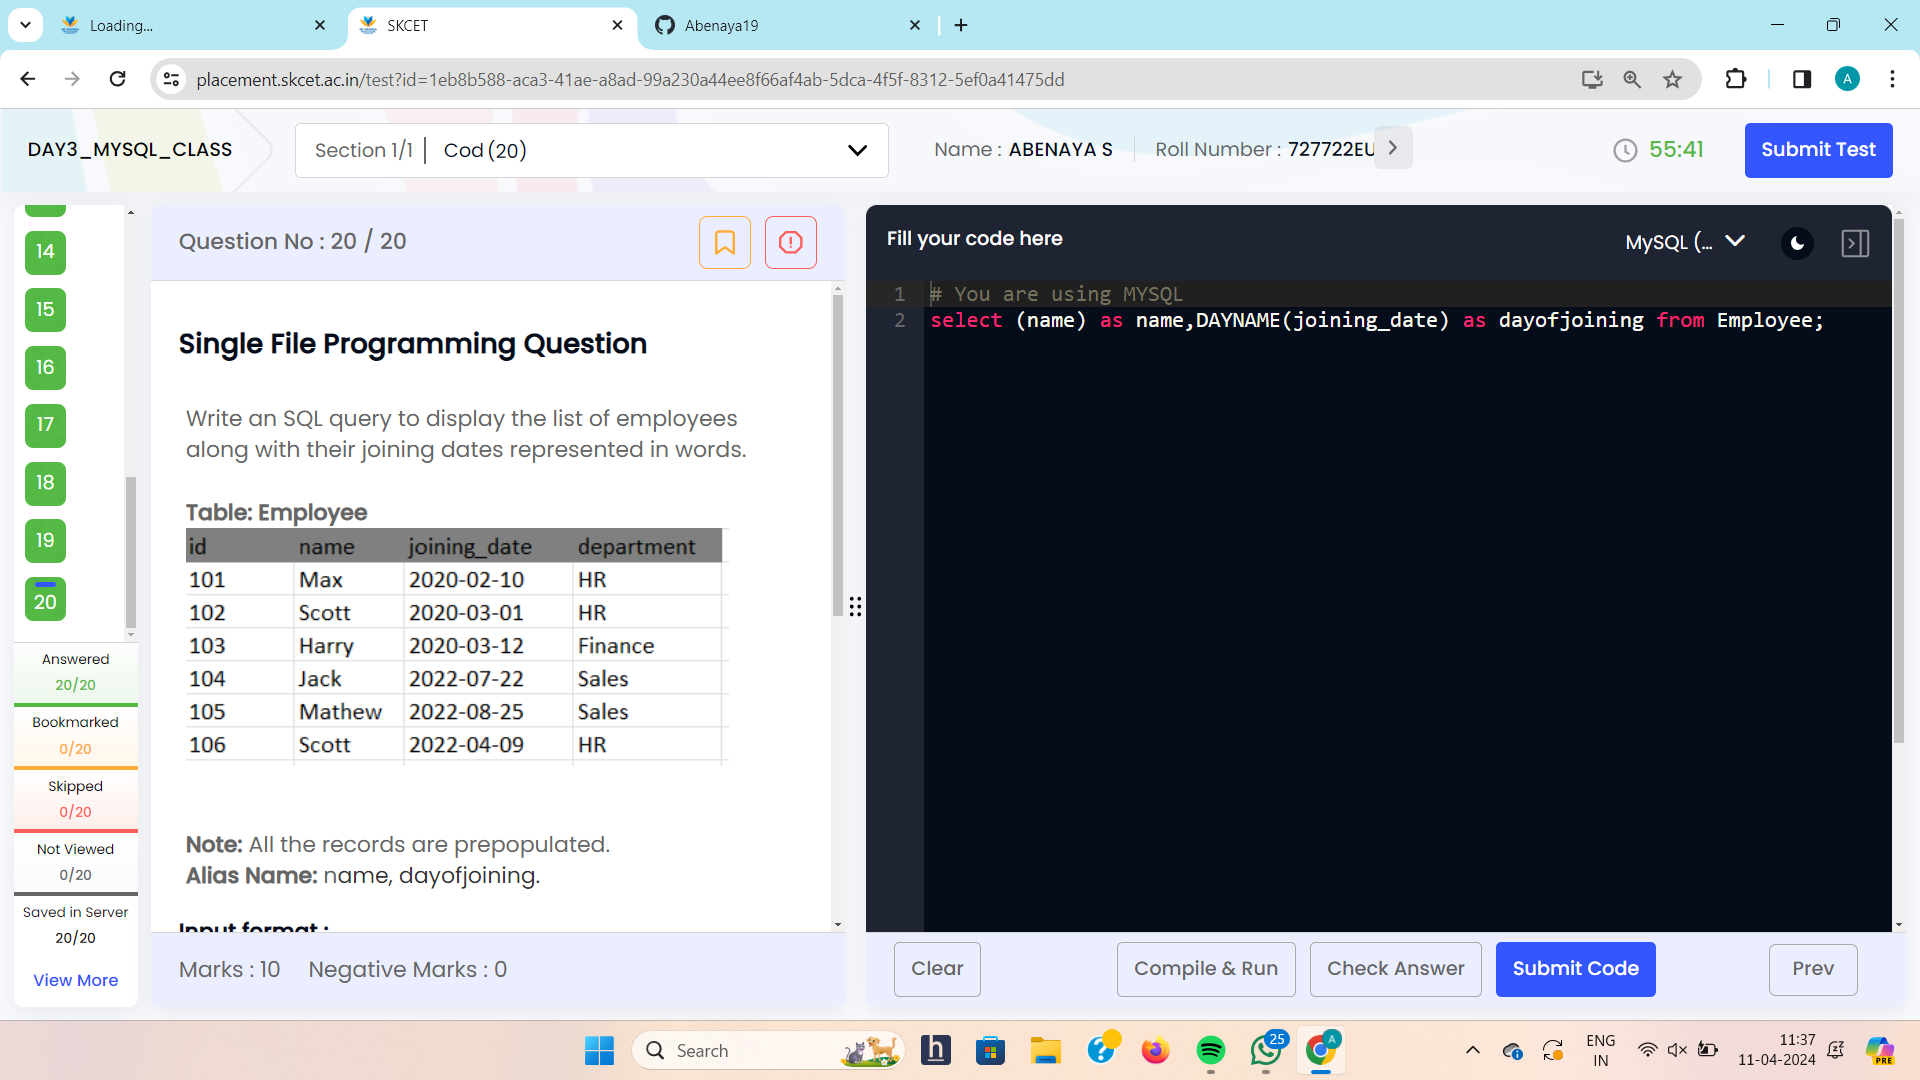 Loading...
SKCET
Abenaya19
placement.skcet.ac.in/test?id=1eb8b588-aca3-41ae-a8ad-99a230a44ee8f66af4ab-5dca-4f5f-8312-5ef0a41475dd
A
DAY3_MYSQL_CLASS
Section 1/1 | Cod (20)
Name : ABENAYA S
Roll Number : 727722EU
55:41
Submit Test
14
15
16
17
18
19
20
Answered
20/20
Bookmarked
0/20
Skipped
0/20
Not Viewed
0/20
Saved in Server
20/20
View More
Question No : 20 / 20
Single File Programming Question
Write an SQL query to display the list of employees
along with their joining dates represented in words.
Table: Employee
id name joining_date department
101 Max 2020-02-10 HR
102 Scott 2020-03-01 HR
103 Harry 2020-03-12 Finance
104 Jack 2022-07-22 Sales
105 Mathew 2022-08-25 Sales
106 Scott 2022-04-09 HR
Note: All the records are prepopulated.
Alias Name: name, dayofjoining.
Input format :
Marks : 10 Negative Marks : 0
Fill your code here
MySQL (...
1 # You are using MYSQL
2 select (name) as name,DAYNAME(joining_date) as dayofjoining from Employee;
Clear
Compile & Run
Check Answer
Submit Code
Prev
Search
h
25
A
ENG
IN
11:37
11-04-2024
PRE